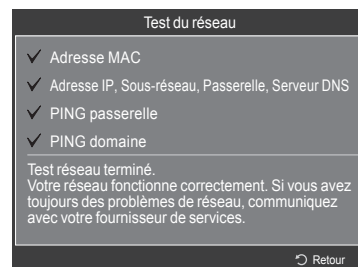 Test du réseau
Adresse MAC
Adresse IP, Sous-réseau, Passerelle, Serveur DNS
PING passerelle
PING domaine
Test réseau terminé.
Votre réseau fonctionne correctement. Si vous avez
toujours des problèmes de réseau, communiquez
avec votre fournisseur de services.
Retour